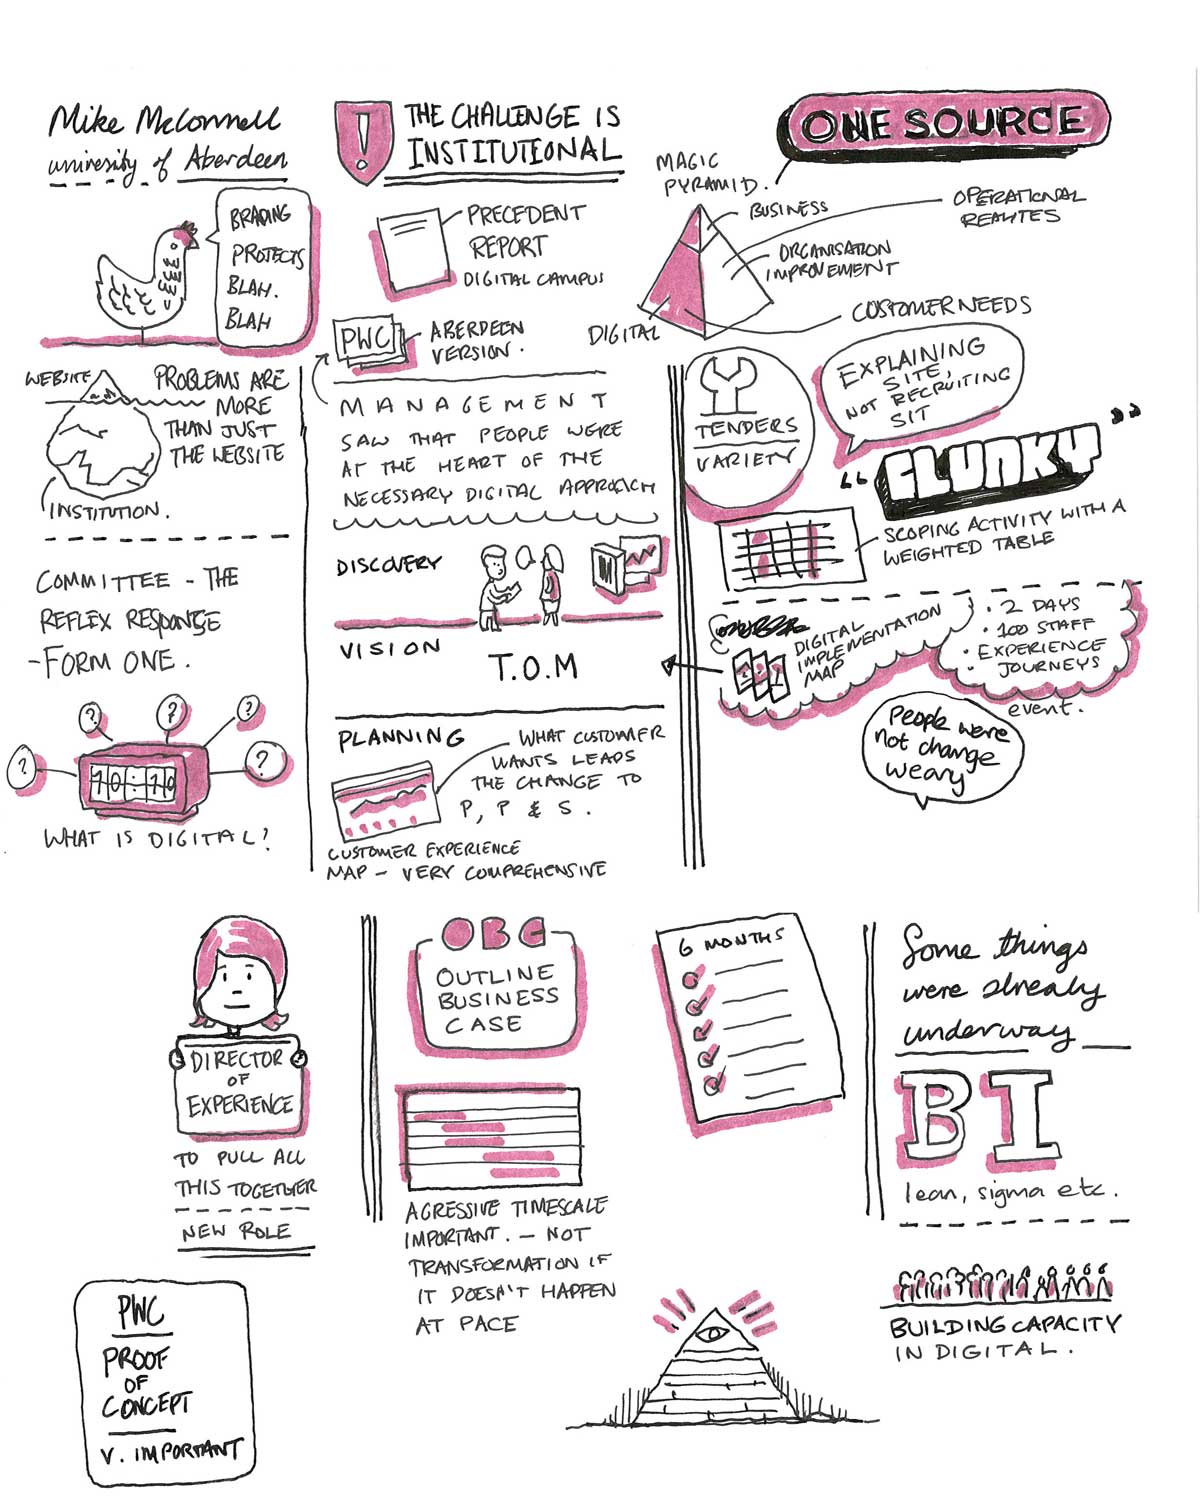 Mike McConnell
university of Aberdeen
BRADING
PROTECTS
BLAH.
BLAH
WEBSITE
PROBLEMS ARE
MORE
THAN JUST
THE WEBSITE
INSTITUTION.
COMMITTEE - THE
REFLEX RESPONSE
- FORM ONE.
?
?
?
?
?
10:10
WHAT IS DIGITAL?
!
THE CHALLENGE IS
INSTITUTIONAL
PRECEDENT
REPORT
DIGITAL CAMPUS
PWC
ABERDEEN
VERSION.
MANAGEMENT
SAW THAT PEOPLE WERE
AT THE HEART OF THE
NECESSARY DIGITAL APPROACH
DISCOVERY
VISION
T.O.M
PLANNING
WHAT CUSTOMER
WANTS LEADS
THE CHANGE TO
P, P & S.
CUSTOMER EXPERIENCE
MAP - VERY COMPREHENSIVE
ONE SOURCE
MAGIC
PYRAMID.
BUSINESS
OPERATIONAL
REALITES
ORGANISATION
IMPROVEMENT
DIGITAL
CUSTOMER NEEDS
TENDERS
VARIETY
EXPLAINING
SITE,
NOT RECRUITING
SIT
"CLUNKY"
SCOPING ACTIVITY WITH A
WEIGHTED TABLE
DIGITAL
IMPLEMENTATION
MAP
• 2 DAYS
• 100 STAFF
• EXPERIENCE
JOURNEYS
event.
People were
not change
weary
DIRECTOR
OF
EXPERIENCE
TO PULL ALL
THIS TOGETHER
NEW ROLE
OBC
OUTLINE
BUSINESS
CASE
AGRESSIVE TIMESCALE
IMPORTANT. - NOT
TRANSFORMATION IF
IT DOESN'T HAPPEN
AT PACE
6 MONTHS
Some things
were already
underway
BI
lean, sigma etc.
BUILDING CAPACITY
IN DIGITAL.
PWC
PROOF
OF
CONCEPT
V. IMPORTANT